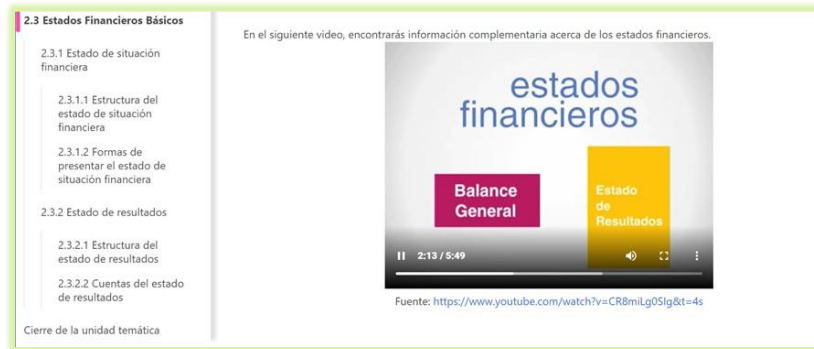 2.3 Estados Financieros Básicos
2.3.1 Estado de situación
financiera
2.3.1.1 Estructura del
estado de situación
financiera
2.3.1.2 Formas de
presentar el estado de
situación financiera
2.3.2 Estado de resultados
2.3.2.1 Estructura del
estado de resultados
2.3.2.2 Cuentas del estado
de resultados
Cierre de la unidad temática
En el siguiente video, encontrarás información complementaria acerca de los estados financieros.
estados
financieros
Balance
General
Estado
de
Resultados
2:13 / 5:49
Fuente: https://www.youtube.com/watch?v=CR8miLg0SIg&t=4s